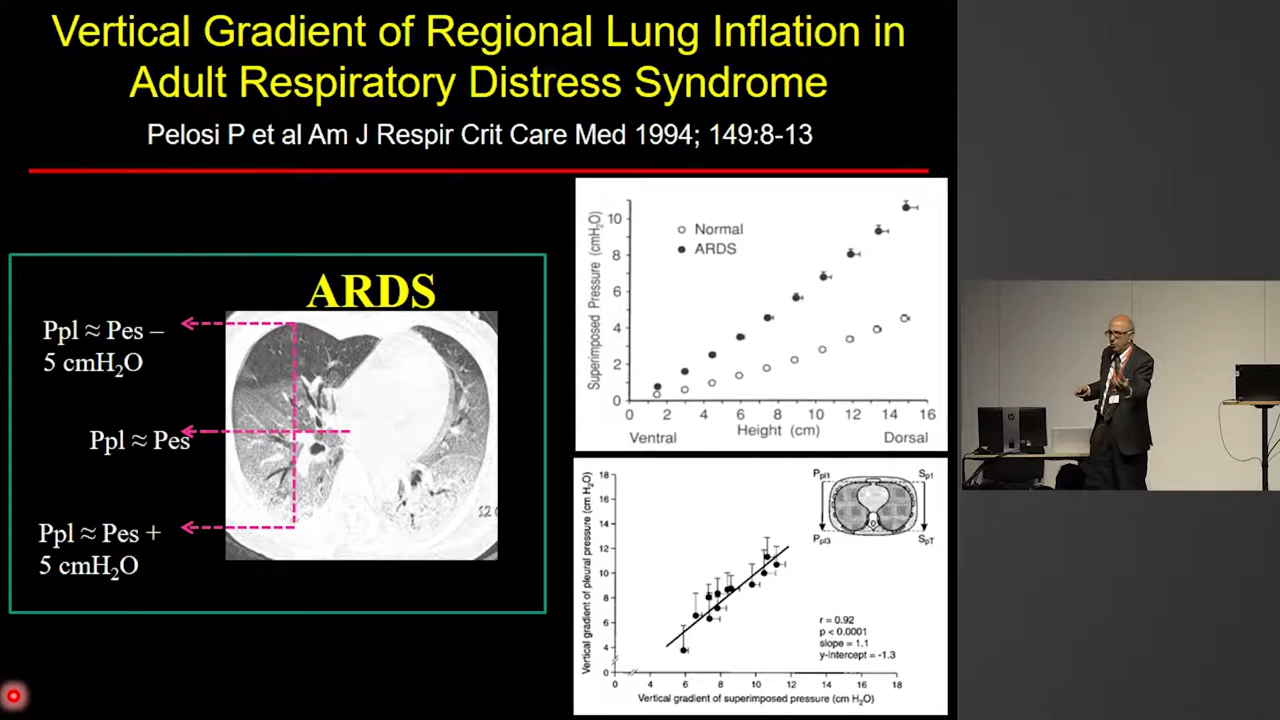 Vertical Gradient of Regional Lung Inflation in
Adult Respiratory Distress Syndrome
Pelosi P et al Am J Respir Crit Care Med 1994; 149:8-13
ARDS
Ppl ≈ Pes –
5 cmH₂O
Ppl ≈ Pes
Ppl ≈ Pes +
5 cmH₂O
Superimposed Pressure (cmH₂O)
10
8
6
4
2
0
Normal
ARDS
0 2 4 6 8 10 12 14 16
Ventral Height (cm) Dorsal
Vertical gradient of pleural pressure (cm H₂O)
18
16
14
12
10
8
6
4
0
Ppl1 Sp1
Ppl3 SpT
r = 0.92
p < 0.0001
slope = 1.1
y-intercept = -1.3
0 6 8 10 12 14 16 18
Vertical gradient of superimposed pressure (cm H₂O)